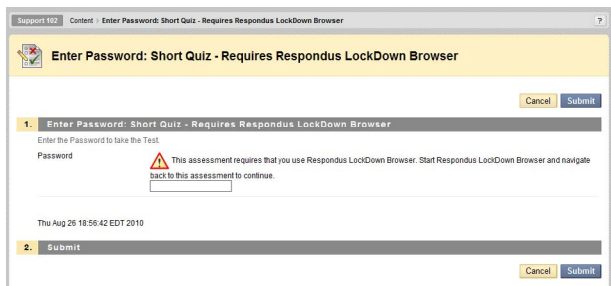 Support 102 Content > Enter Password: Short Quiz - Requires Respondus LockDown Browser ?
Enter Password: Short Quiz - Requires Respondus LockDown Browser
Cancel Submit
1. Enter Password: Short Quiz - Requires Respondus LockDown Browser
Enter the Password to take the Test.
Password This assessment requires that you use Respondus LockDown Browser. Start Respondus LockDown Browser and navigate
back to this assessment to continue.
Thu Aug 26 18:56:42 EDT 2010
2. Submit
Cancel Submit